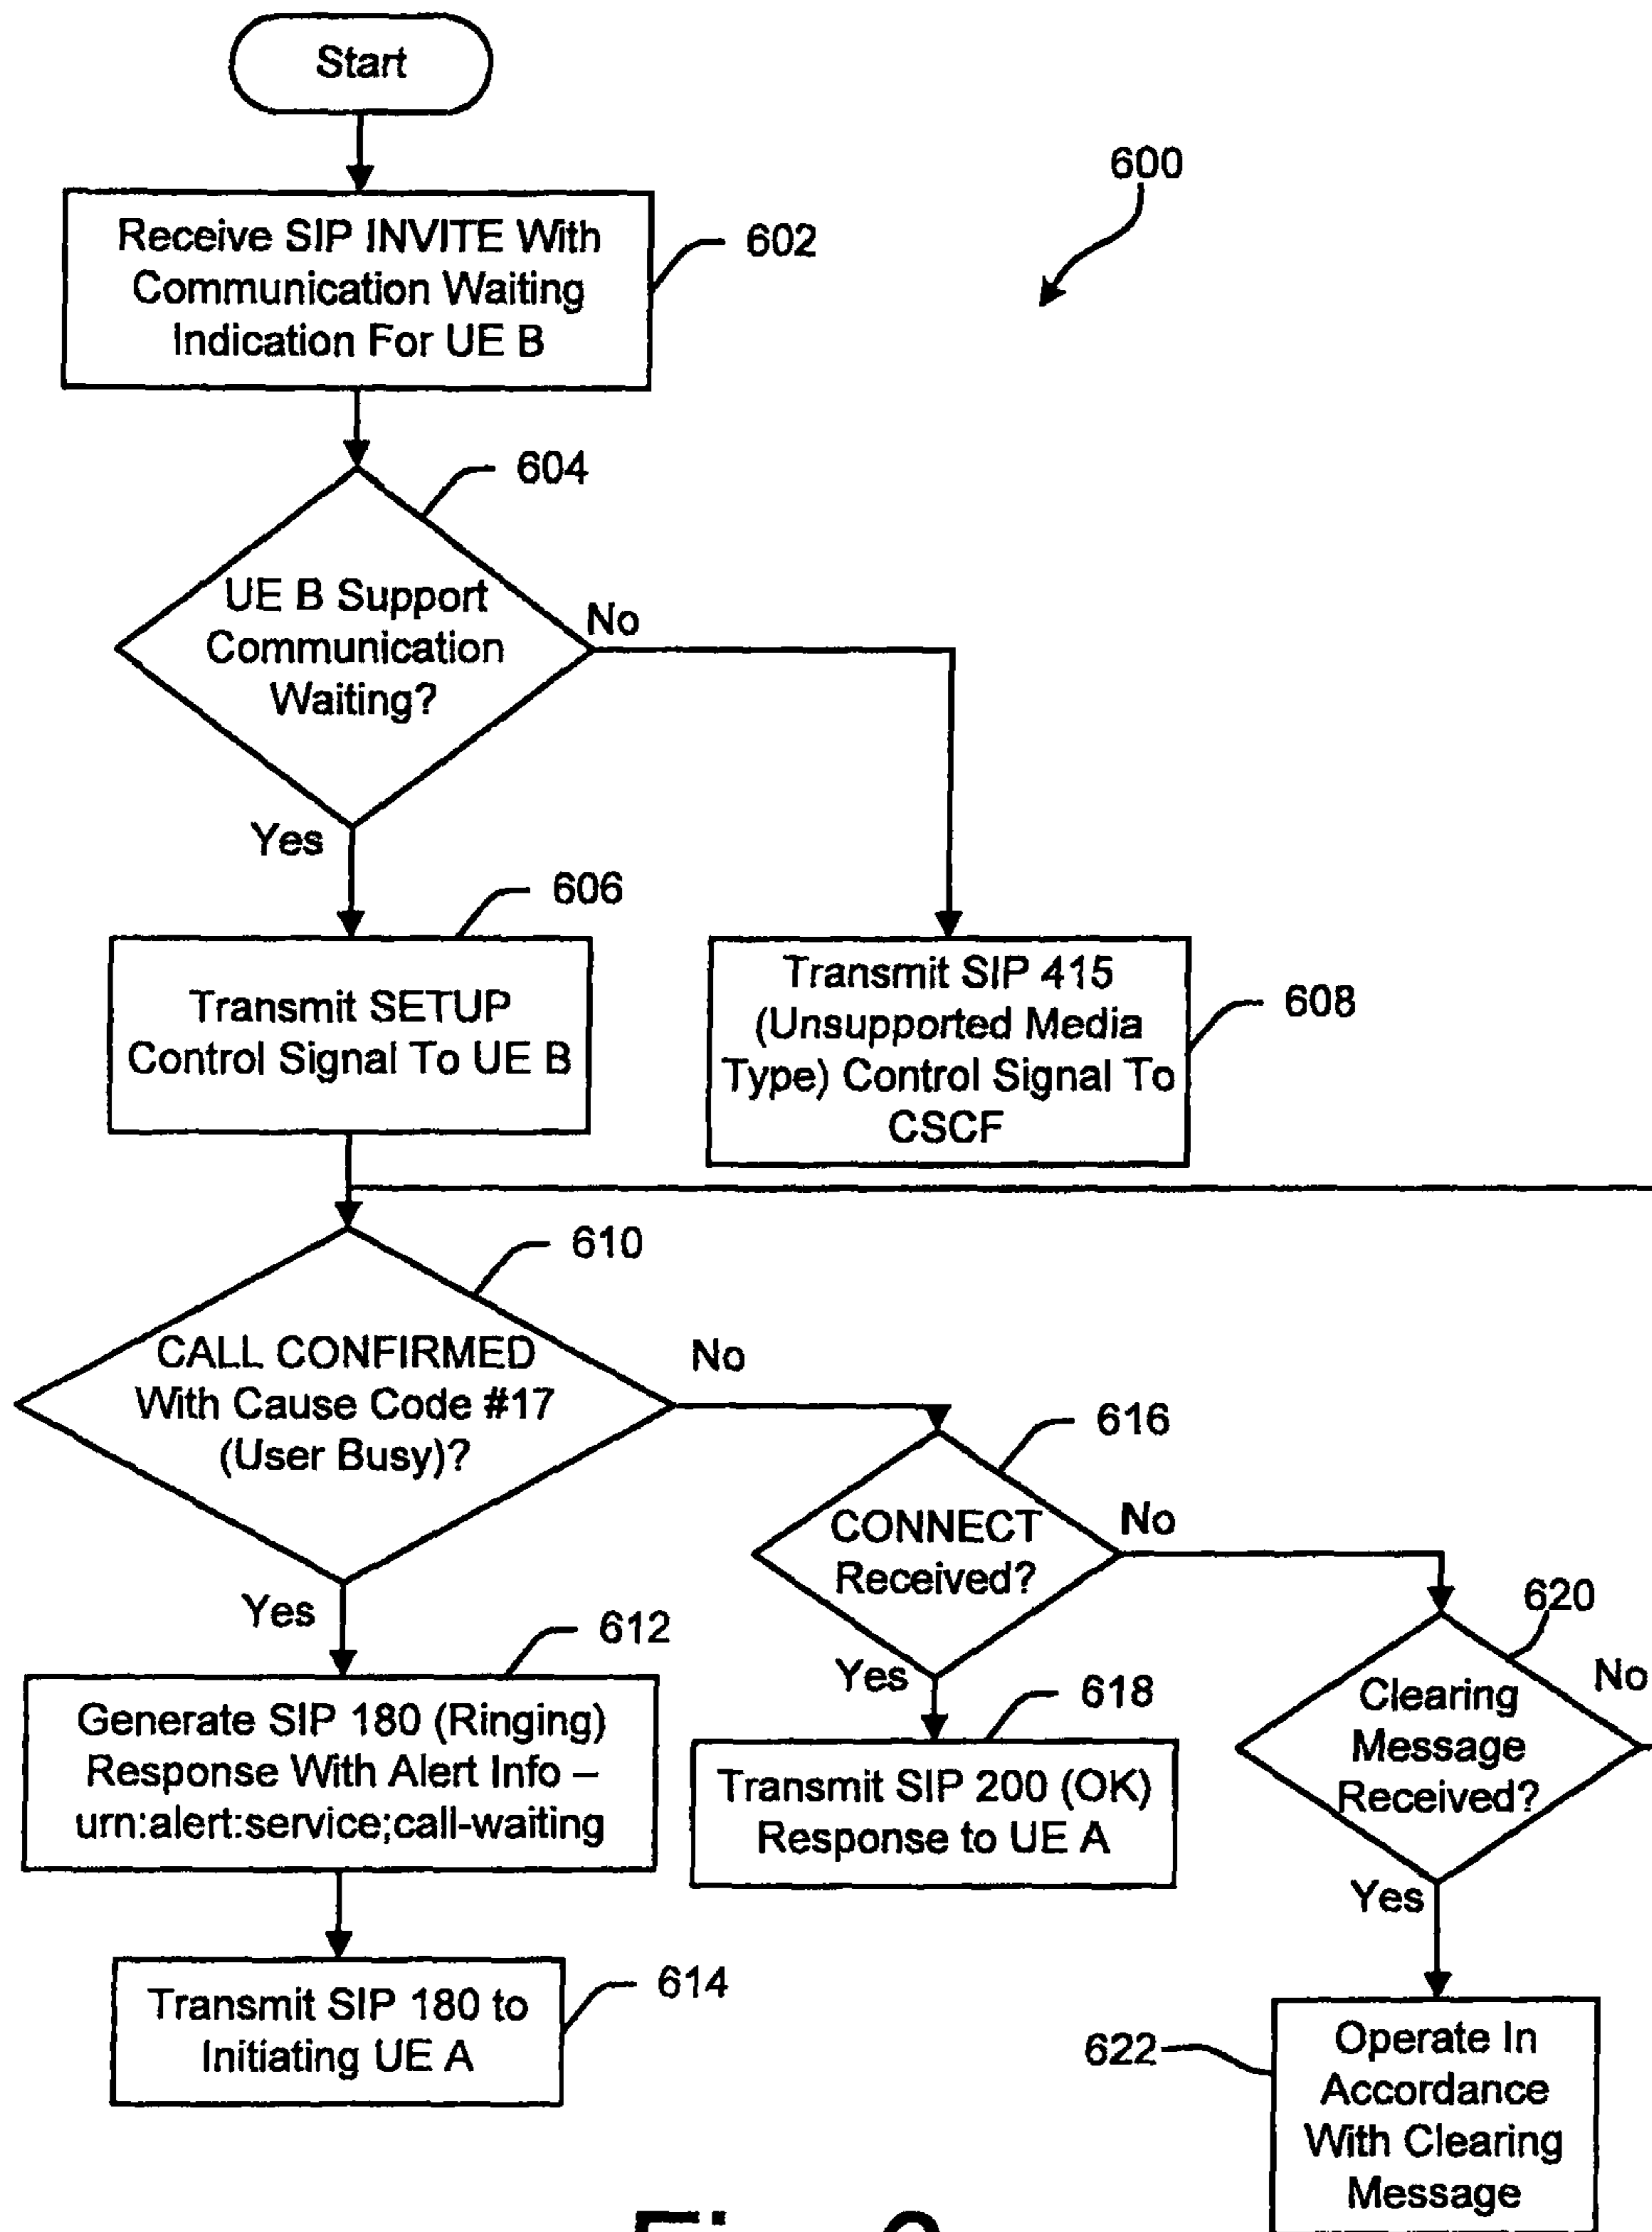 Start
600
Receive SIP INVITE With
Communication Waiting
Indication For UE B
602
604
UE B Support
Communication
Waiting?
No
Yes
606
Transmit SETUP
Control Signal To UE B
Transmit SIP 415
(Unsupported Media
Type) Control Signal To
CSCF
608
610
CALL CONFIRMED
With Cause Code #17
(User Busy)?
No
Yes
616
CONNECT
Received?
No
Yes
620
Clearing
Message
Received?
No
Yes
612
Generate SIP 180 (Ringing)
Response With Alert Info –
urn:alert:service;call-waiting
618
Transmit SIP 200 (OK)
Response to UE A
614
Transmit SIP 180 to
Initiating UE A
622
Operate In
Accordance
With Clearing
Message